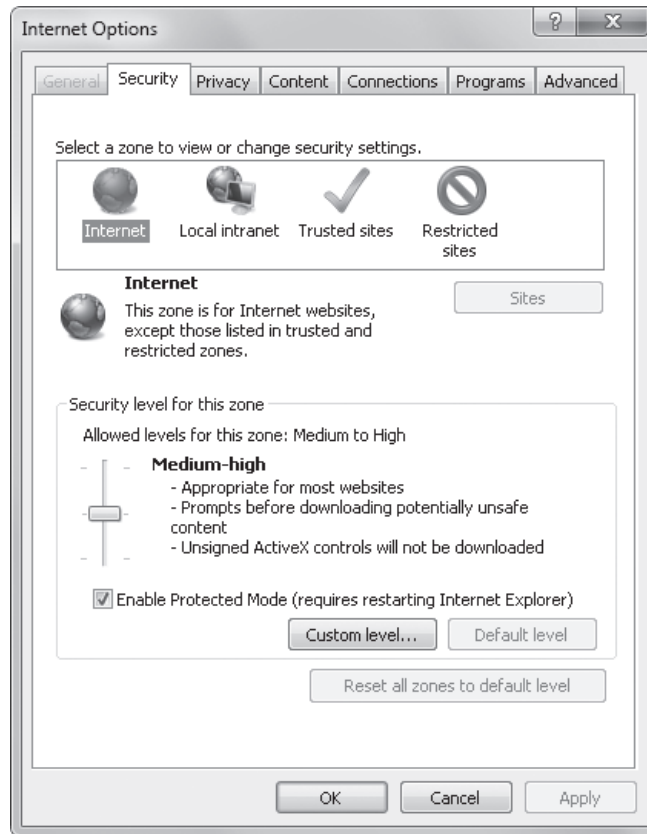 Internet Options
?
X
General Security Privacy Content Connections Programs Advanced
Select a zone to view or change security settings.
Internet Local intranet Trusted sites Restricted
sites
Internet
Sites
This zone is for Internet websites,
except those listed in trusted and
restricted zones.
Security level for this zone
Allowed levels for this zone: Medium to High
Medium-high
- Appropriate for most websites
- Prompts before downloading potentially unsafe
content
- Unsigned ActiveX controls will not be downloaded
Enable Protected Mode (requires restarting Internet Explorer)
Custom level... Default level
Reset all zones to default level
OK Cancel Apply